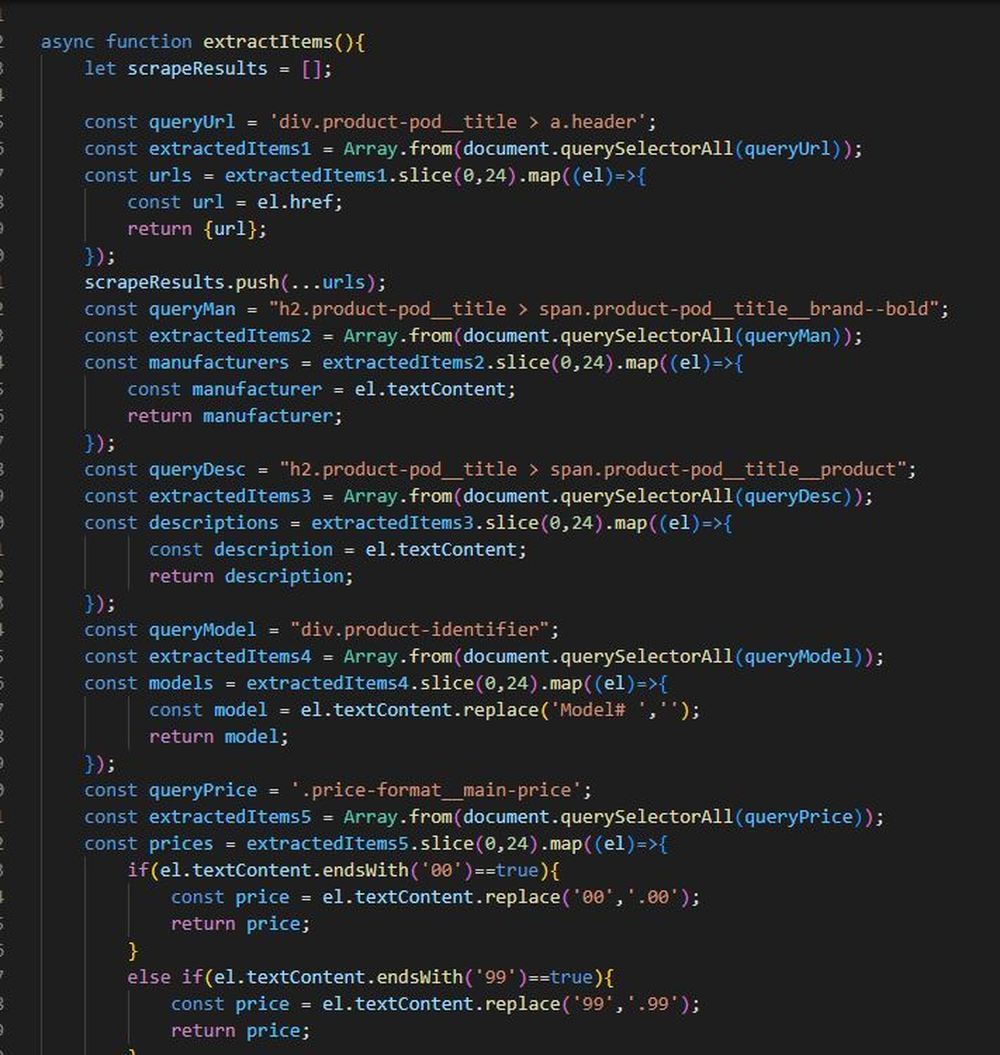 async function extractItems(){
let scrapeResults = [];
const queryUrl = 'div.product-pod__title > a.header';
const extractedItems1 = Array.from(document.querySelectorAll(queryUrl));
const urls = extractedItems1.slice(0,24).map((el)=>{
const url = el.href;
return {url};
});
scrapeResults.push(...urls);
const queryMan = "h2.product-pod__title > span.product-pod__title__brand--bold";
const extractedItems2 = Array.from(document.querySelectorAll(queryMan));
const manufacturers = extractedItems2.slice(0,24).map((el)=>{
const manufacturer = el.textContent;
return manufacturer;
});
const queryDesc = "h2.product-pod__title > span.product-pod__title__product";
const extractedItems3 = Array.from(document.querySelectorAll(queryDesc));
const descriptions = extractedItems3.slice(0,24).map((el)=>{
const description = el.textContent;
return description;
});
const queryModel = "div.product-identifier";
const extractedItems4 = Array.from(document.querySelectorAll(queryModel));
const models = extractedItems4.slice(0,24).map((el)=>{
const model = el.textContent.replace('Model# ','');
return model;
});
const queryPrice = '.price-format__main-price';
const extractedItems5 = Array.from(document.querySelectorAll(queryPrice));
const prices = extractedItems5.slice(0,24).map((el)=>{
if(el.textContent.endsWith('00')==true){
const price = el.textContent.replace('00','.00');
return price;
}
else if(el.textContent.endsWith('99')==true){
const price = el.textContent.replace('99','.99');
return price;